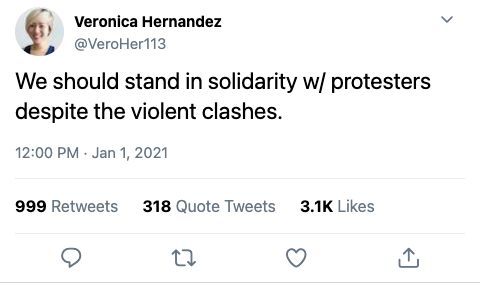 Veronica Hernandez
@VeroHer113
We should stand in solidarity w/ protesters
despite the violent clashes.
12:00 PM · Jan 1, 2021
999 Retweets 318 Quote Tweets 3.1K Likes